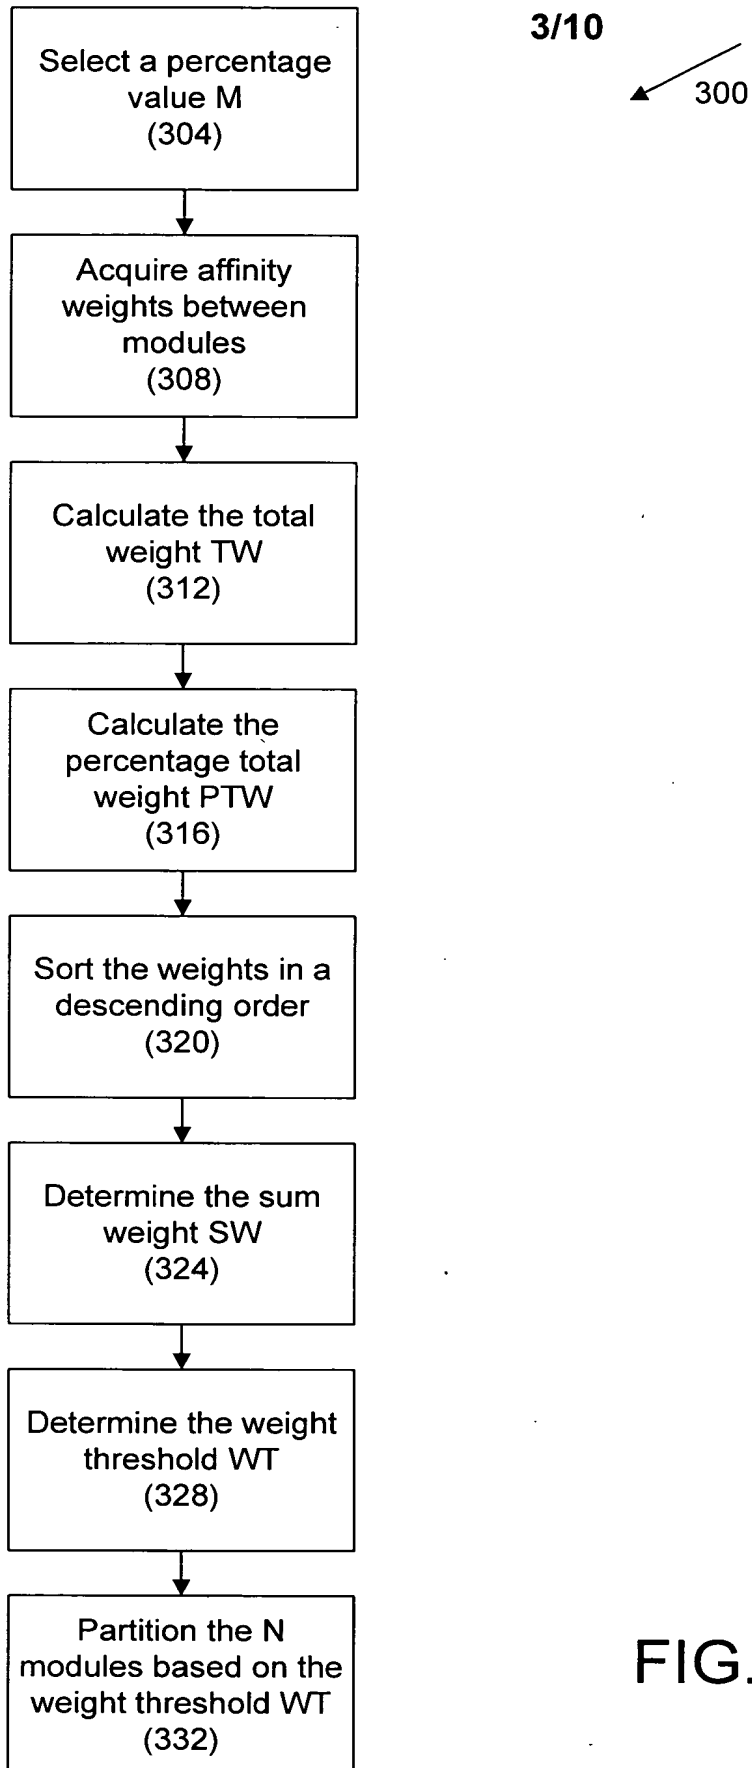 3/10
300
Select a percentage
value M
(304)
Acquire affinity
weights between
modules
(308)
Calculate the total
weight TW
(312)
Calculate the
percentage total
weight PTW
(316)
Sort the weights in a
descending order
(320)
Determine the sum
weight SW
(324)
Determine the weight
threshold WT
(328)
Partition the N
modules based on the
weight threshold WT
(332)
FIG.